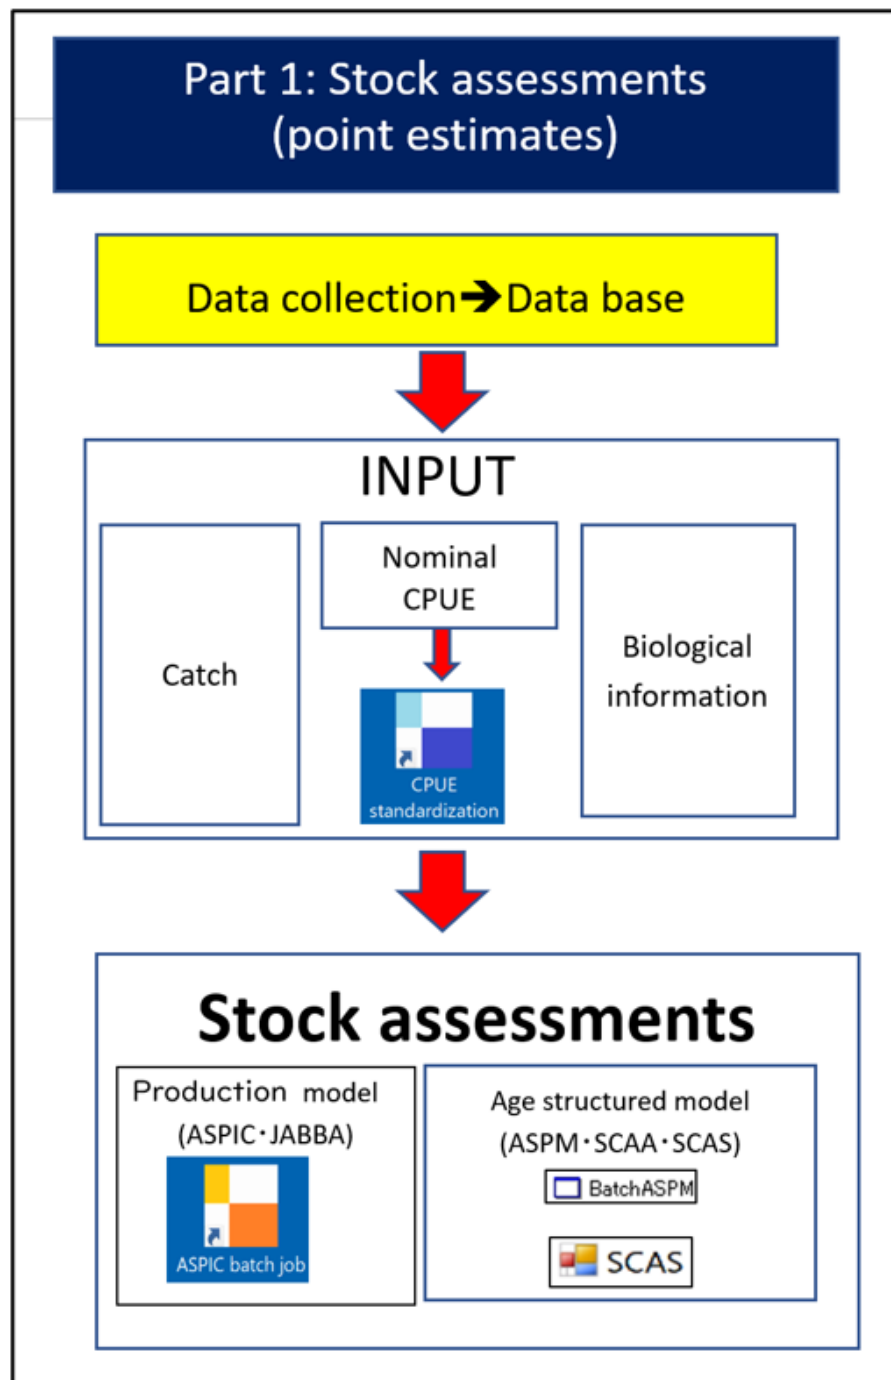 Part 1: Stock assessments
(point estimates)
Data collection➔Data base
INPUT
Catch
Nominal
CPUE
CPUE
standardization
Biological
information
Stock assessments
Production model
(ASPIC・JABBA)
ASPIC batch job
Age structured model
(ASPM・SCAA・SCAS)
BatchASPM
SCAS